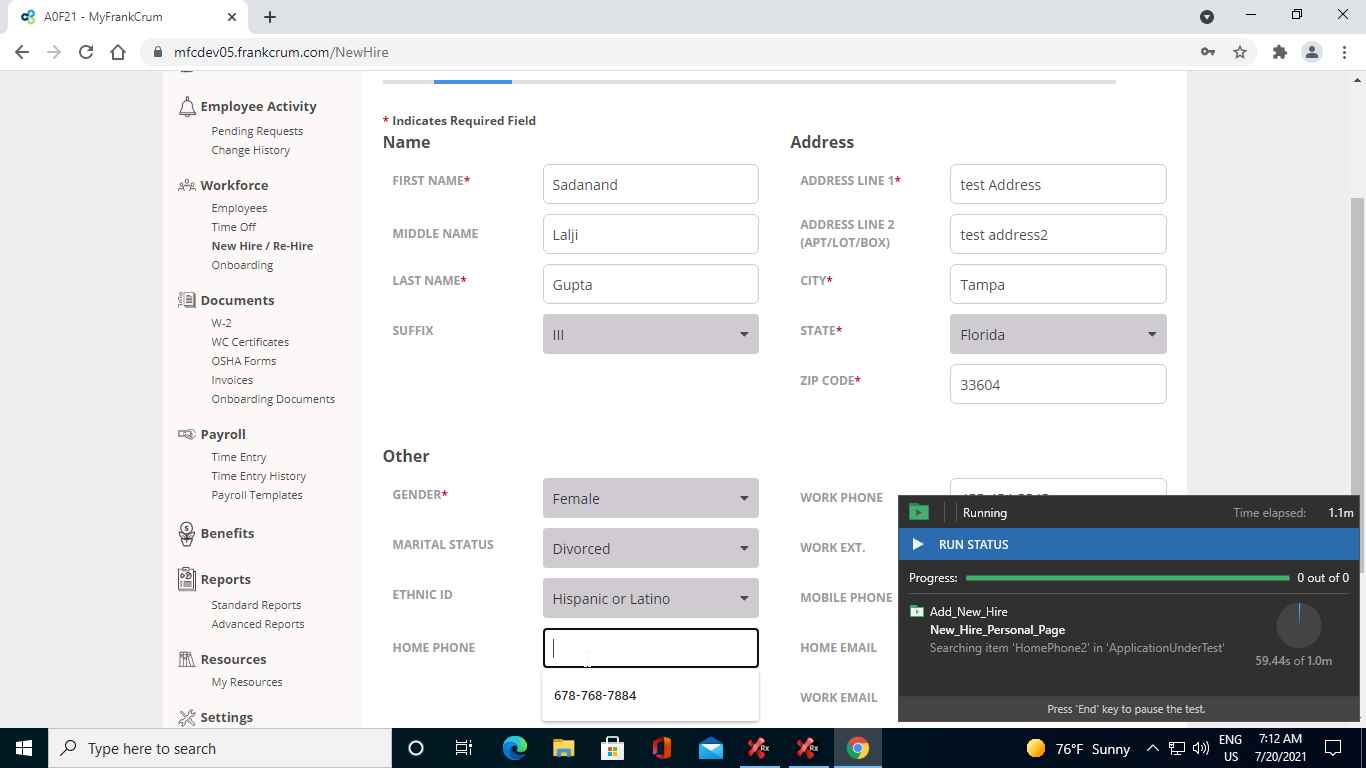 A0F21 - MyFrankCrum
mfcdev05.frankcrum.com/NewHire
Employee Activity
Pending Requests
Change History
Workforce
Employees
Time Off
New Hire / Re-Hire
Onboarding
Documents
W-2
WC Certificates
OSHA Forms
Invoices
Onboarding Documents
Payroll
Time Entry
Time Entry History
Payroll Templates
Benefits
Reports
Standard Reports
Advanced Reports
Resources
My Resources
Settings
* Indicates Required Field
Name
FIRST NAME* Sadanand
MIDDLE NAME Lalji
LAST NAME* Gupta
SUFFIX III
Address
ADDRESS LINE 1* test Address
ADDRESS LINE 2 (APT/LOT/BOX) test address2
CITY* Tampa
STATE* Florida
ZIP CODE* 33604
Other
GENDER* Female
MARITAL STATUS Divorced
ETHNIC ID Hispanic or Latino
HOME PHONE
678-768-7884
WORK PHONE
WORK EXT.
MOBILE PHONE
HOME EMAIL
WORK EMAIL
Running Time elapsed: 1.1m
RUN STATUS
Progress: 0 out of 0
Add_New_Hire
New_Hire_Personal_Page
Searching item 'HomePhone2' in 'ApplicationUnderTest'
59.44s of 1.0m
Press 'End' key to pause the test.
Type here to search
Rx
Rx
76°F Sunny
ENG
US
7:12 AM
7/20/2021